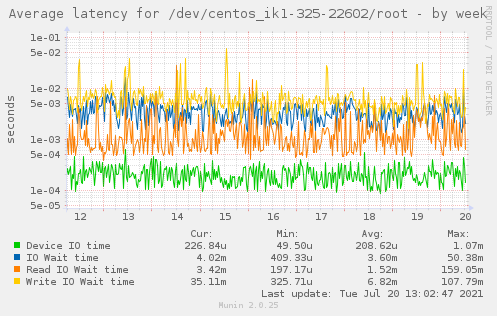 Average latency for /dev/centos_ik1-325-22602/root - by week
RRDTOOL / TOBI OETIKER
seconds
1e-01
5e-02
1e-02
5e-03
1e-03
5e-04
1e-04
5e-05
12 13 14 15 16 17 18 19 20
Cur: Min: Avg: Max:
Device IO time 226.84u 49.50u 208.62u 1.07m
IO Wait time 4.02m 409.33u 3.60m 50.38m
Read IO Wait time 3.42m 197.17u 1.52m 159.05m
Write IO Wait time 35.11m 325.71u 6.82m 107.79m
Last update: Tue Jul 20 13:02:47 2021
Munin 2.0.25